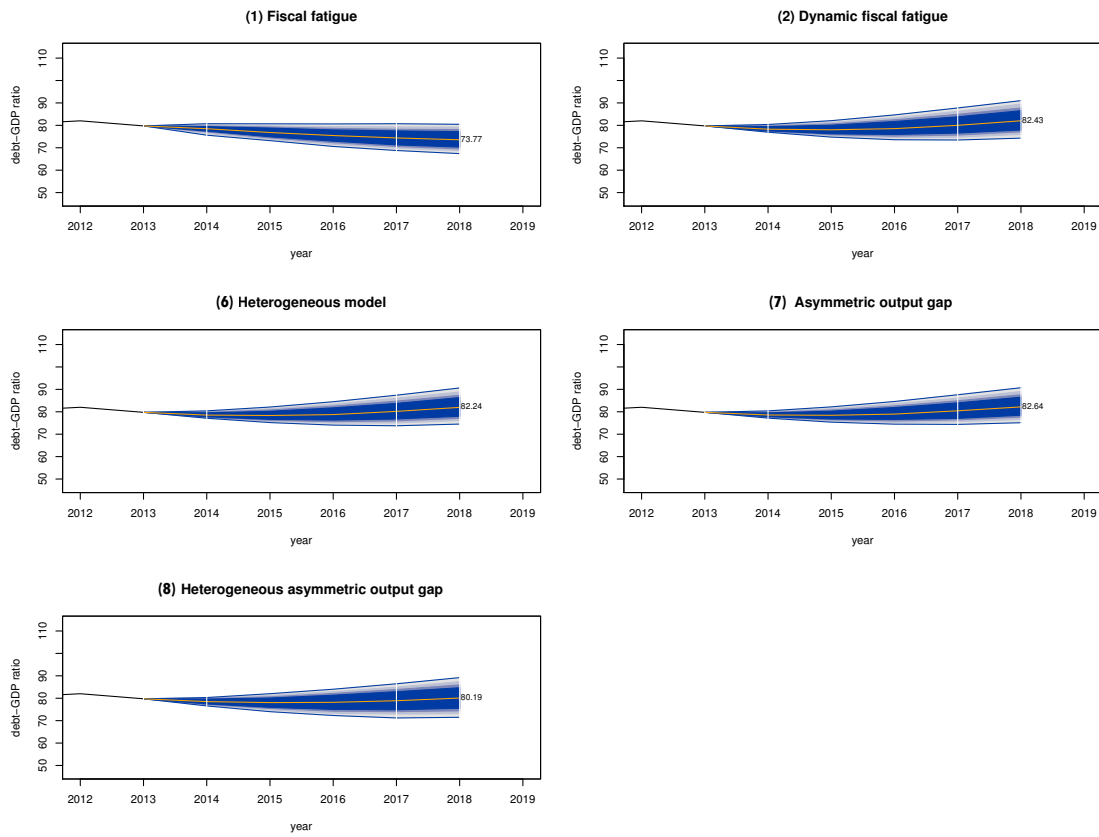 (1) Fiscal fatigue
debt−GDP ratio
50 60 70 80 90 110
73.77
2012 2013 2014 2015 2016 2017 2018 2019
year
(2) Dynamic fiscal fatigue
debt−GDP ratio
50 60 70 80 90 110
82.43
2012 2013 2014 2015 2016 2017 2018 2019
year
(6) Heterogeneous model
debt−GDP ratio
50 60 70 80 90 110
82.24
2012 2013 2014 2015 2016 2017 2018 2019
year
(7) Asymmetric output gap
debt−GDP ratio
50 60 70 80 90 110
82.64
2012 2013 2014 2015 2016 2017 2018 2019
year
(8) Heterogeneous asymmetric output gap
debt−GDP ratio
50 60 70 80 90 110
80.19
2012 2013 2014 2015 2016 2017 2018 2019
year